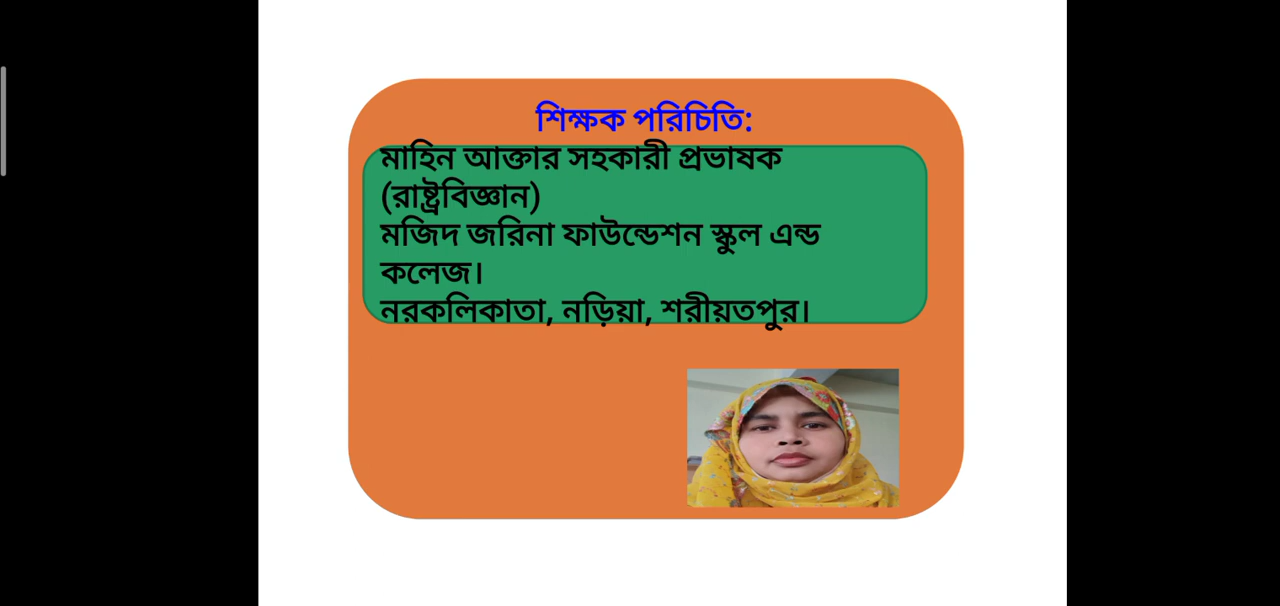 শিক্ষক পরিচিতি:
মাহিন আক্তার সহকারী প্রভাষক
(রাষ্ট্রবিজ্ঞান)
মজিদ জরিনা ফাউন্ডেশন স্কুল এন্ড
কলেজ।
নরকলিকাতা, নড়িয়া, শরীয়তপুর।